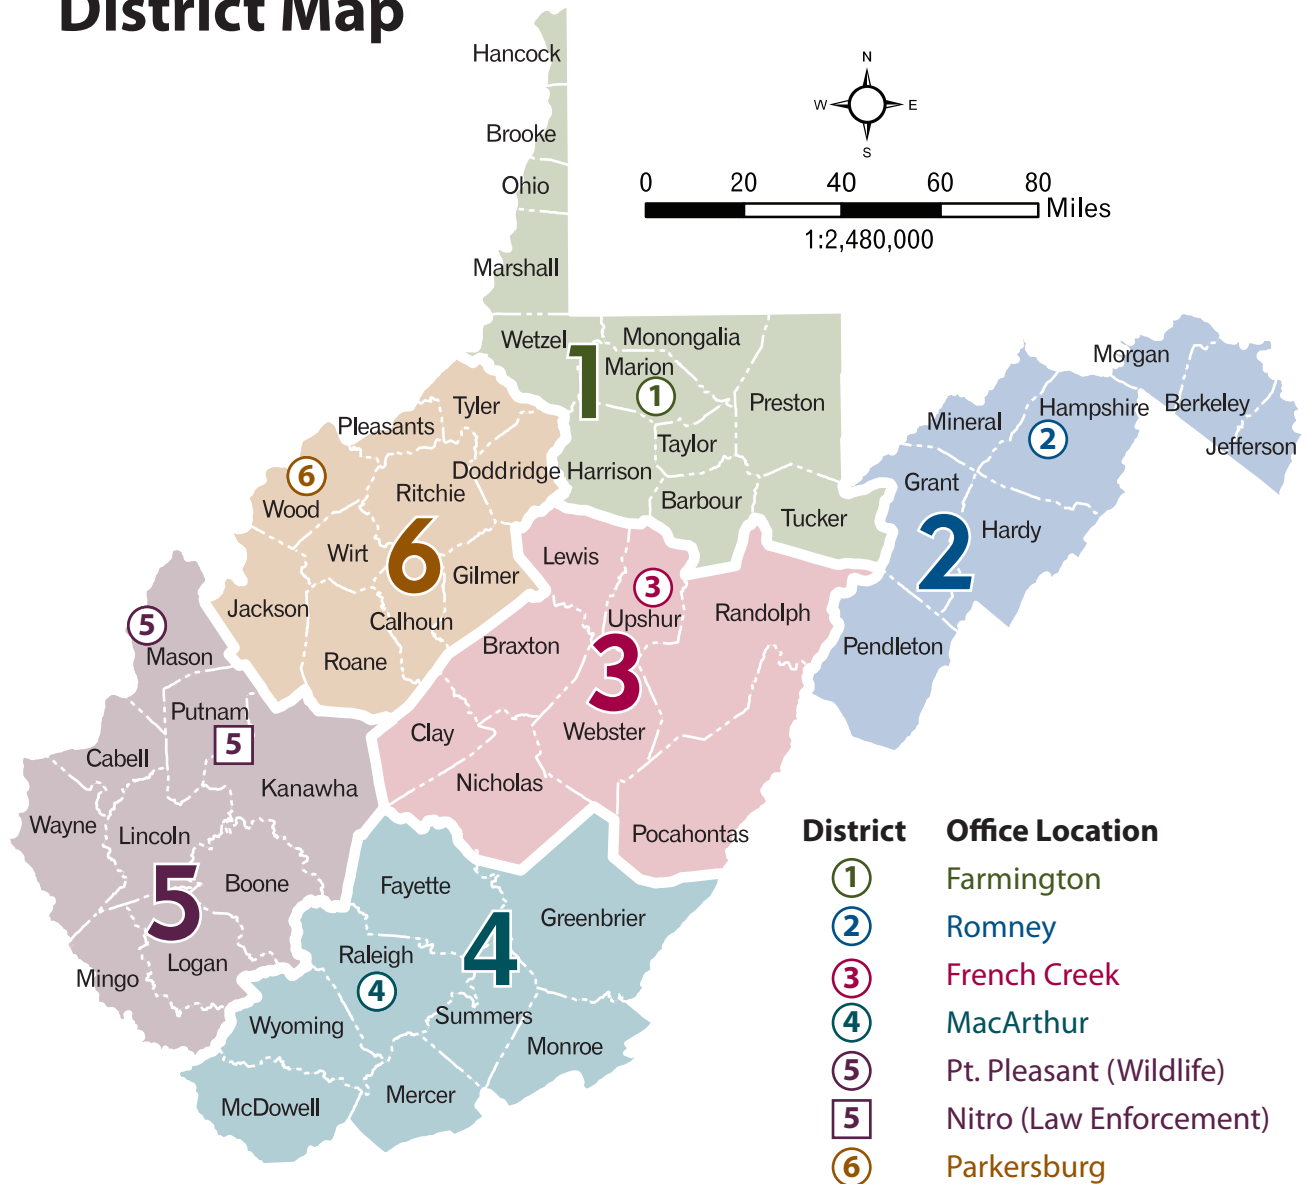 District Map
Hancock
N
W E
S
Brooke
0 20 40 60 80
Ohio
Miles
1:2,480,000
Marshall
Wetzel
Monongalia
1
Marion
Morgan
1
Preston
Berkeley
Tyler
Hampshire
Mineral
Pleasants
2
Taylor
Jefferson
6
Doddridge
Harrison
Grant
Ritchie
Barbour
Wood
Tucker
Hardy
Wirt
6
Lewis
2
Gilmer
3
Jackson
Randolph
Calhoun
Upshur
5
Braxton
Pendleton
Mason
Roane
3
Putnam
Clay
Webster
5
Cabell
Nicholas
Kanawha
Wayne
Lincoln
Pocahontas
District Office Location
1 Farmington
2 Romney
3 French Creek
4 MacArthur
5 Pt. Pleasant (Wildlife)
5 Nitro (Law Enforcement)
6 Parkersburg
Boone
Fayette
5
Greenbrier
4
Raleigh
Logan
Mingo
4
Summers
Wyoming
Monroe
Mercer
McDowell